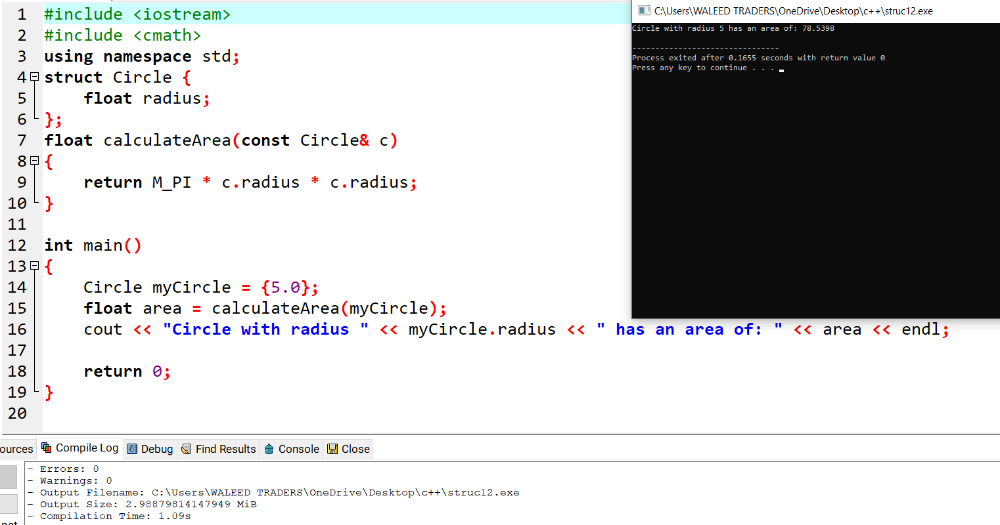 1 #include <iostream>
2 #include <cmath>
3 using namespace std;
4 struct Circle {
5 float radius;
6 };
7 float calculateArea(const Circle& c)
8 {
9 return M_PI * c.radius * c.radius;
10 }
11
12 int main()
13 {
14 Circle myCircle = {5.0};
15 float area = calculateArea(myCircle);
16 cout << "Circle with radius " << myCircle.radius << " has an area of: " << area << endl;
17
18 return 0;
19 }
20
C:\Users\WALEED TRADERS\OneDrive\Desktop\c++\struc12.exe
Circle with radius 5 has an area of: 78.5398
--------------------------------
Process exited after 0.1655 seconds with return value 0
Press any key to continue . . .
ources Compile Log Debug Find Results Console Close
- Errors: 0
- Warnings: 0
- Output Filename: C:\Users\WALEED TRADERS\OneDrive\Desktop\c++\struc12.exe
- Output Size: 2.98879814147949 MiB
- Compilation Time: 1.09s